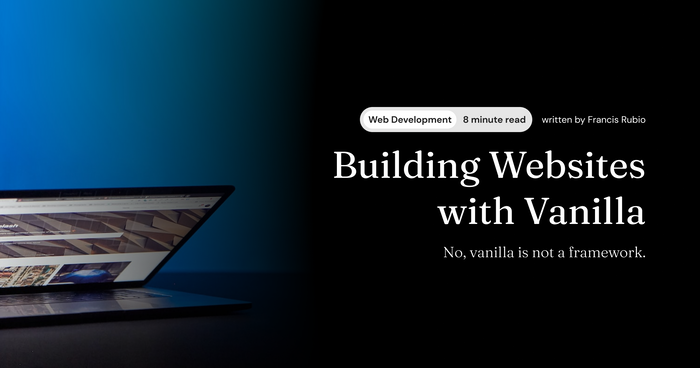 Web Development 8 minute read written by Francis Rubio
Building Websites
with Vanilla
No, vanilla is not a framework.